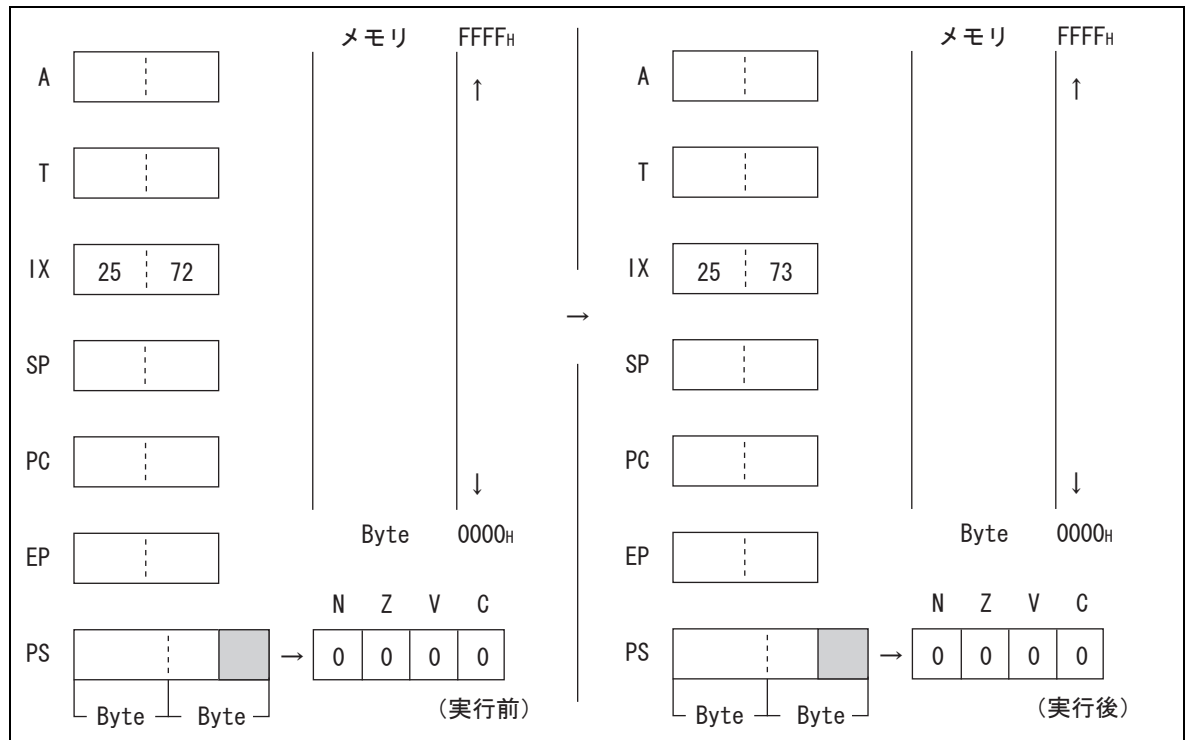 メモリ FFFFH
A
↑
T
IX 25 72
SP
PC
↓
Byte 0000H
EP
N Z V C
PS → 0 0 0 0
Byte Byte (実行前)
→
メモリ FFFFH
A
↑
T
IX 25 73
SP
PC
↓
Byte 0000H
EP
N Z V C
PS → 0 0 0 0
Byte Byte (実行後)